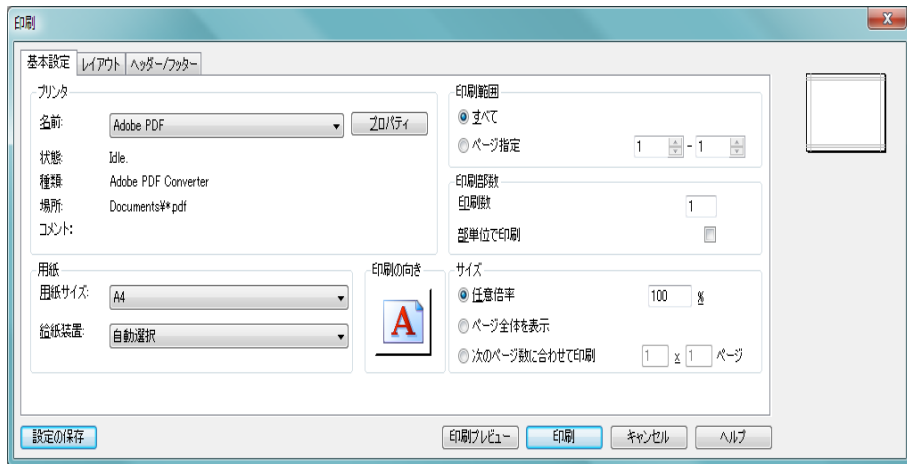 印刷
基本設定 レイアウト ヘッダー/フッター
プリンタ
名前: Adobe PDF プロパティ
状態: Idle.
種類: Adobe PDF Converter
場所: Documents¥*.pdf
コメント:
用紙
用紙サイズ: A4
給紙装置: 自動選択
印刷の向き
A
印刷範囲
すべて
ページ指定 1 - 1
印刷部数
印刷数 1
部単位で印刷
サイズ
任意倍率 100 %
ページ全体を表示
次のページ数に合わせて印刷 1 x 1 ページ
設定の保存 印刷プレビュー 印刷 キャンセル ヘルプ